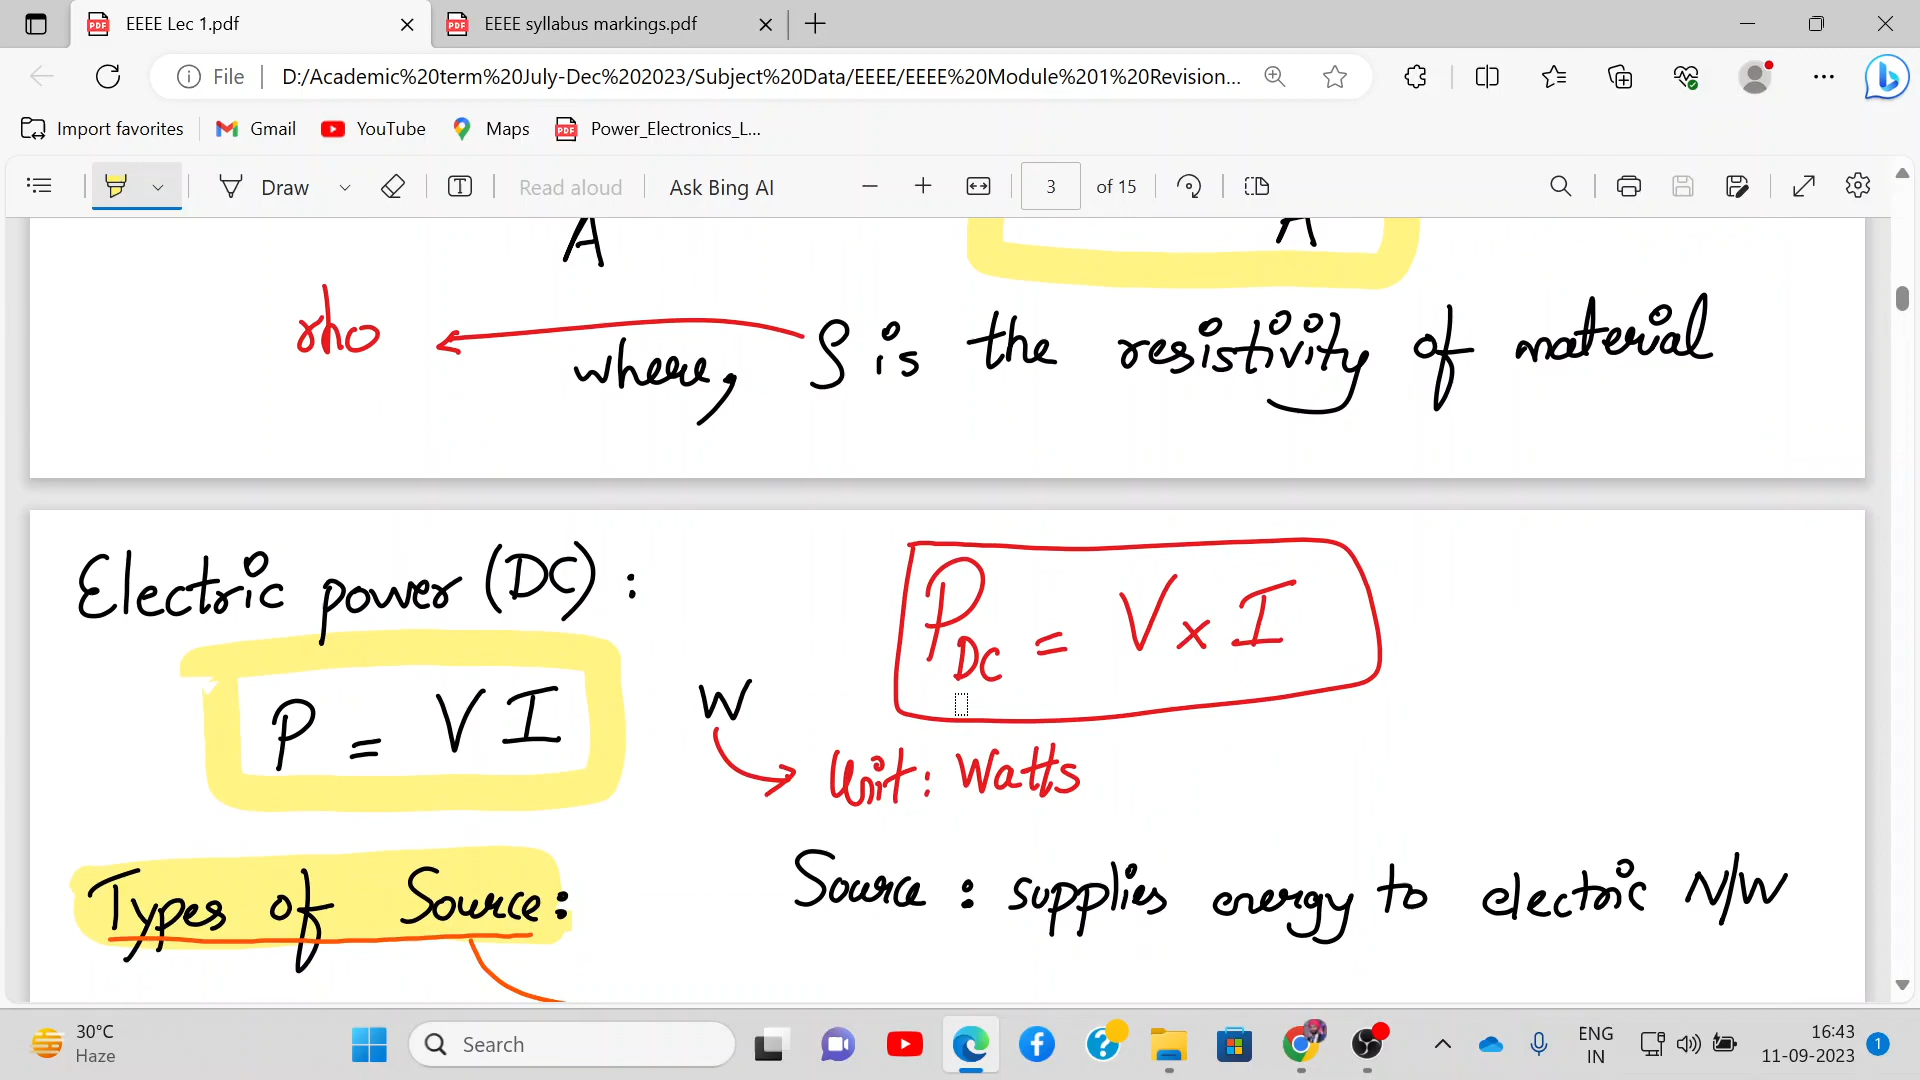 EEEE Lec 1.pdf
EEEE syllabus markings.pdf
File
D:/Academic%20term%20July-Dec%202023/Subject%20Data/EEEE/EEEE%20Module%201%20Revision...
Import favorites
Gmail
YouTube
Maps
Power_Electronics_L...
Draw
Read aloud
Ask Bing AI
3
of 15
A
A
rho
where, ρ is the resistivity of material
Electric power (DC) :
P_DC = V × I
P = VI
W
Unit: Watts
Types of Source:
Source : supplies energy to electric N/W
30°C
Haze
Search
ENG
IN
16:43
11-09-2023
1